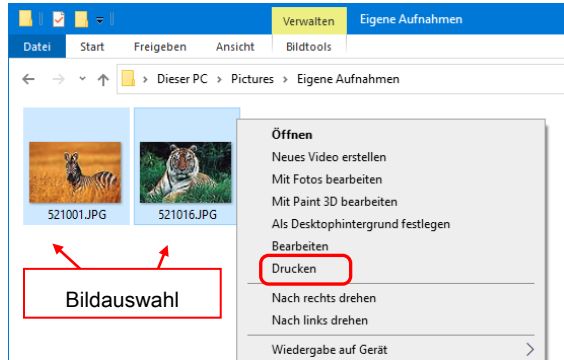 Verwalten
Eigene Aufnahmen
Datei
Start
Freigeben
Ansicht
Bildtools
Dieser PC > Pictures > Eigene Aufnahmen
521001.JPG
521016.JPG
Bildauswahl
Öffnen
Neues Video erstellen
Mit Fotos bearbeiten
Mit Paint 3D bearbeiten
Als Desktophintergrund festlegen
Bearbeiten
Drucken
Nach rechts drehen
Nach links drehen
Wiedergabe auf Gerät